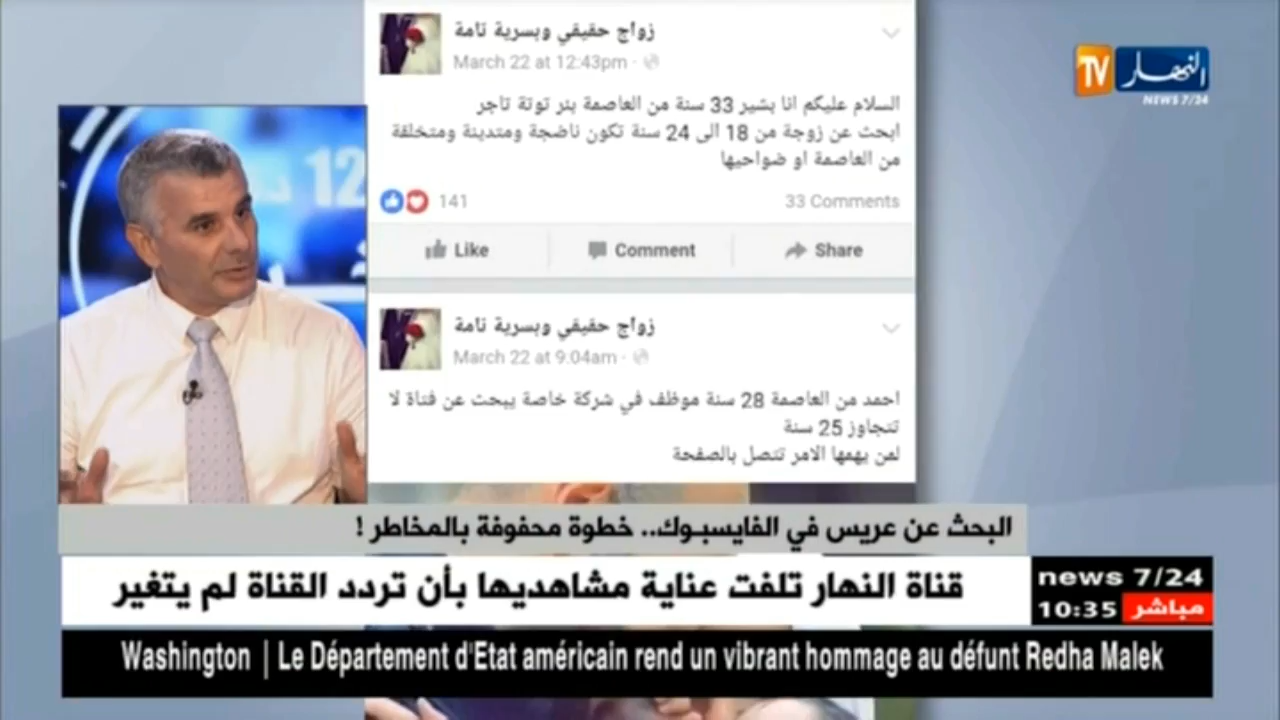 زواج حقيقي وبسرية تامة
March 22 at 12:43pm ·
السلام عليكم انا بشير 33 سنة من العاصمة بئر توتة تاجر
ابحث عن زوجة من 18 الى 24 سنة تكون ناضجة ومتدينة ومتخلقة
من العاصمة او ضواحيها
141
33 Comments
Like
Comment
Share
زواج حقيقي وبسرية تامة
March 22 at 9:04am ·
احمد من العاصمة 28 سنة موظف في شركة خاصة يبحث عن فتاة لا
تتجاوز 25 سنة
لمن يهمها الامر تتصل بالصفحة
النهار TV
NEWS 7/24
12 د
البحث عن عريس في الفايسبوك.. خطوة محفوفة بالمخاطر !
قناة النهار تلفت عناية مشاهديها بأن تردد القناة لم يتغير
news 7/24
10:35 مباشر
Washington | Le Département d'Etat américain rend un vibrant hommage au défunt Redha Malek